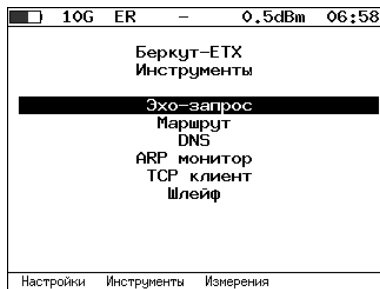 10G ER – 0.5dBm 06:58
Беркут-ETX
Инструменты
Эхо-запрос
Маршрут
DNS
ARP монитор
TCP клиент
Шлейф
Настройки Инструменты Измерения